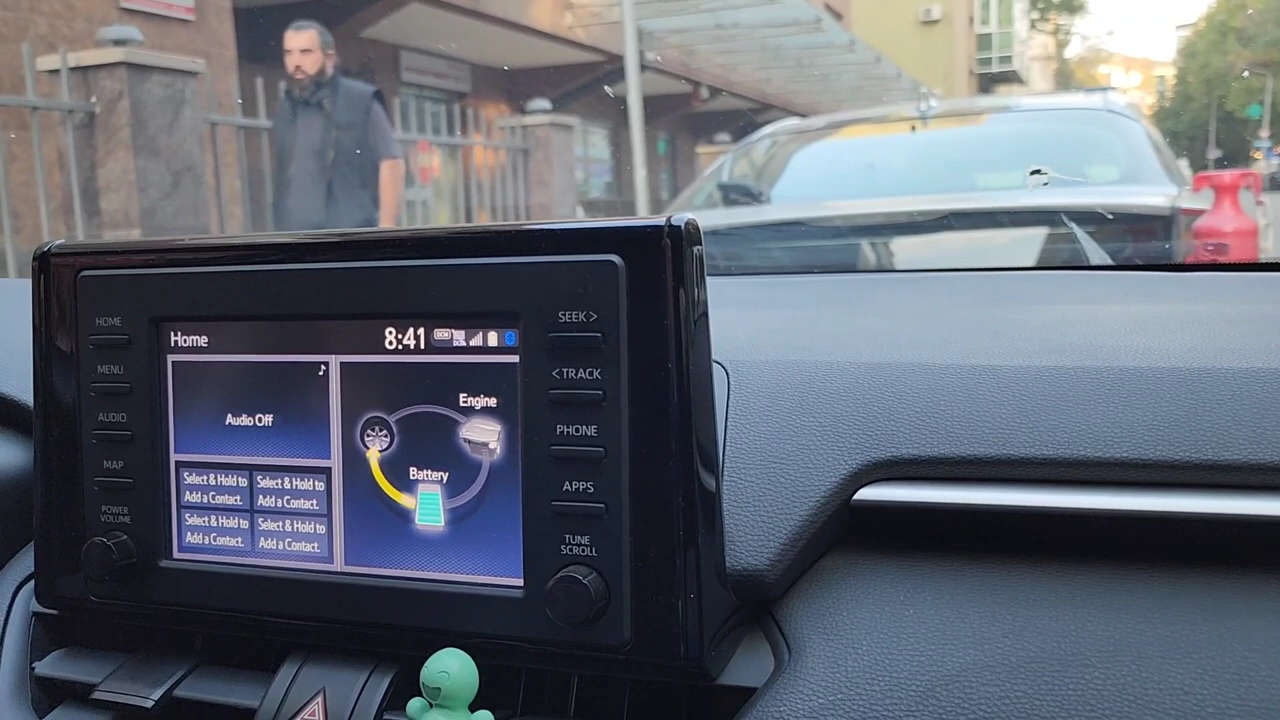 HOME
MENU
AUDIO
MAP
POWER
VOLUME
Home
8:41
DCM
Audio Off
Select & Hold to
Add a Contact.
Select & Hold to
Add a Contact.
Select & Hold to
Add a Contact.
Select & Hold to
Add a Contact.
Engine
Battery
SEEK >
< TRACK
PHONE
APPS
TUNE
SCROLL